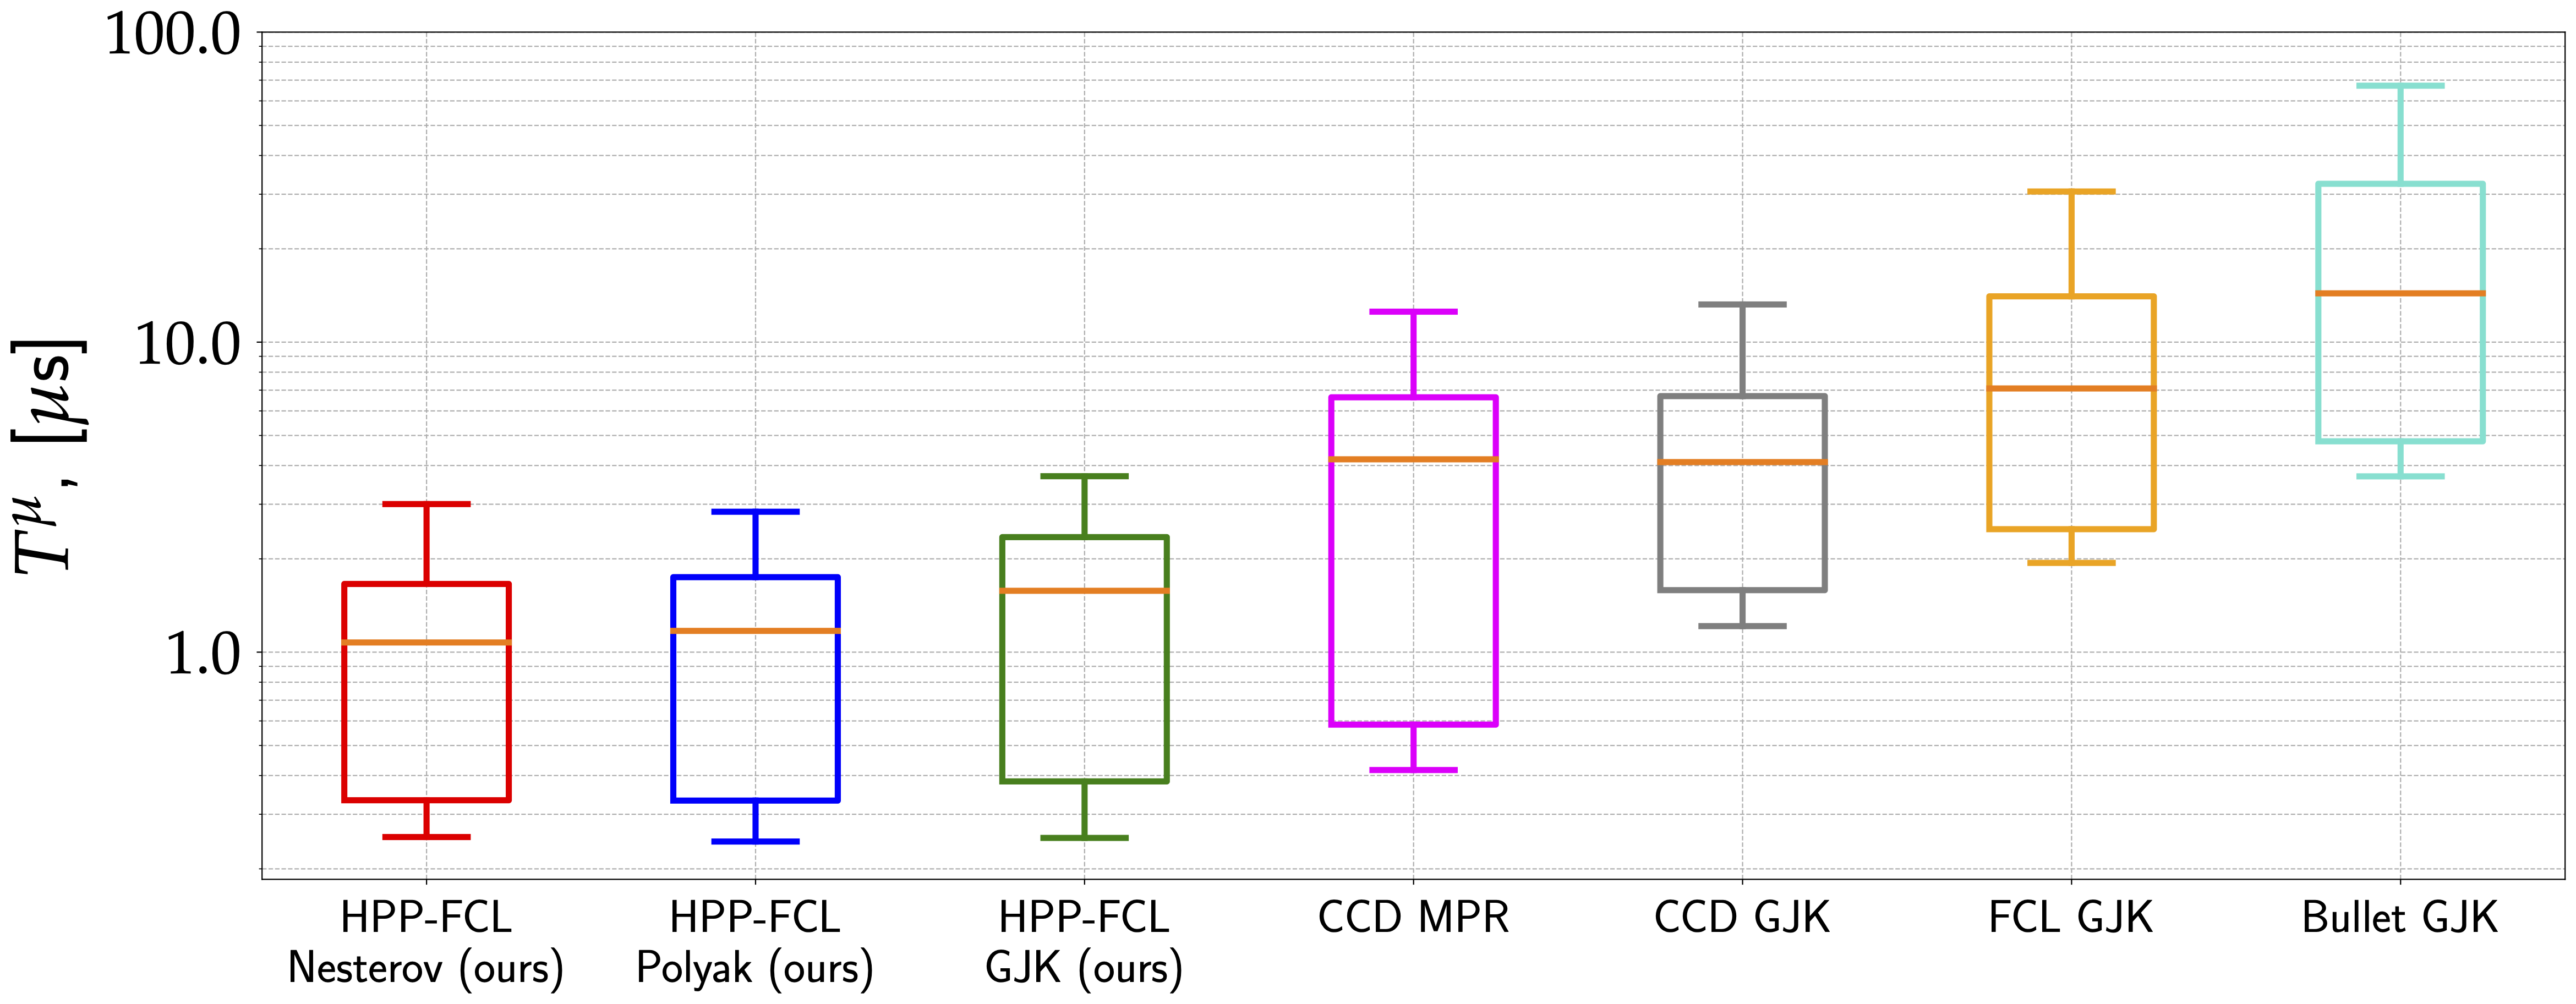 100.0
10.0
1.0
T^μ, [μs]
HPP-FCL
Nesterov (ours)
HPP-FCL
Polyak (ours)
HPP-FCL
GJK (ours)
CCD MPR
CCD GJK
FCL GJK
Bullet GJK